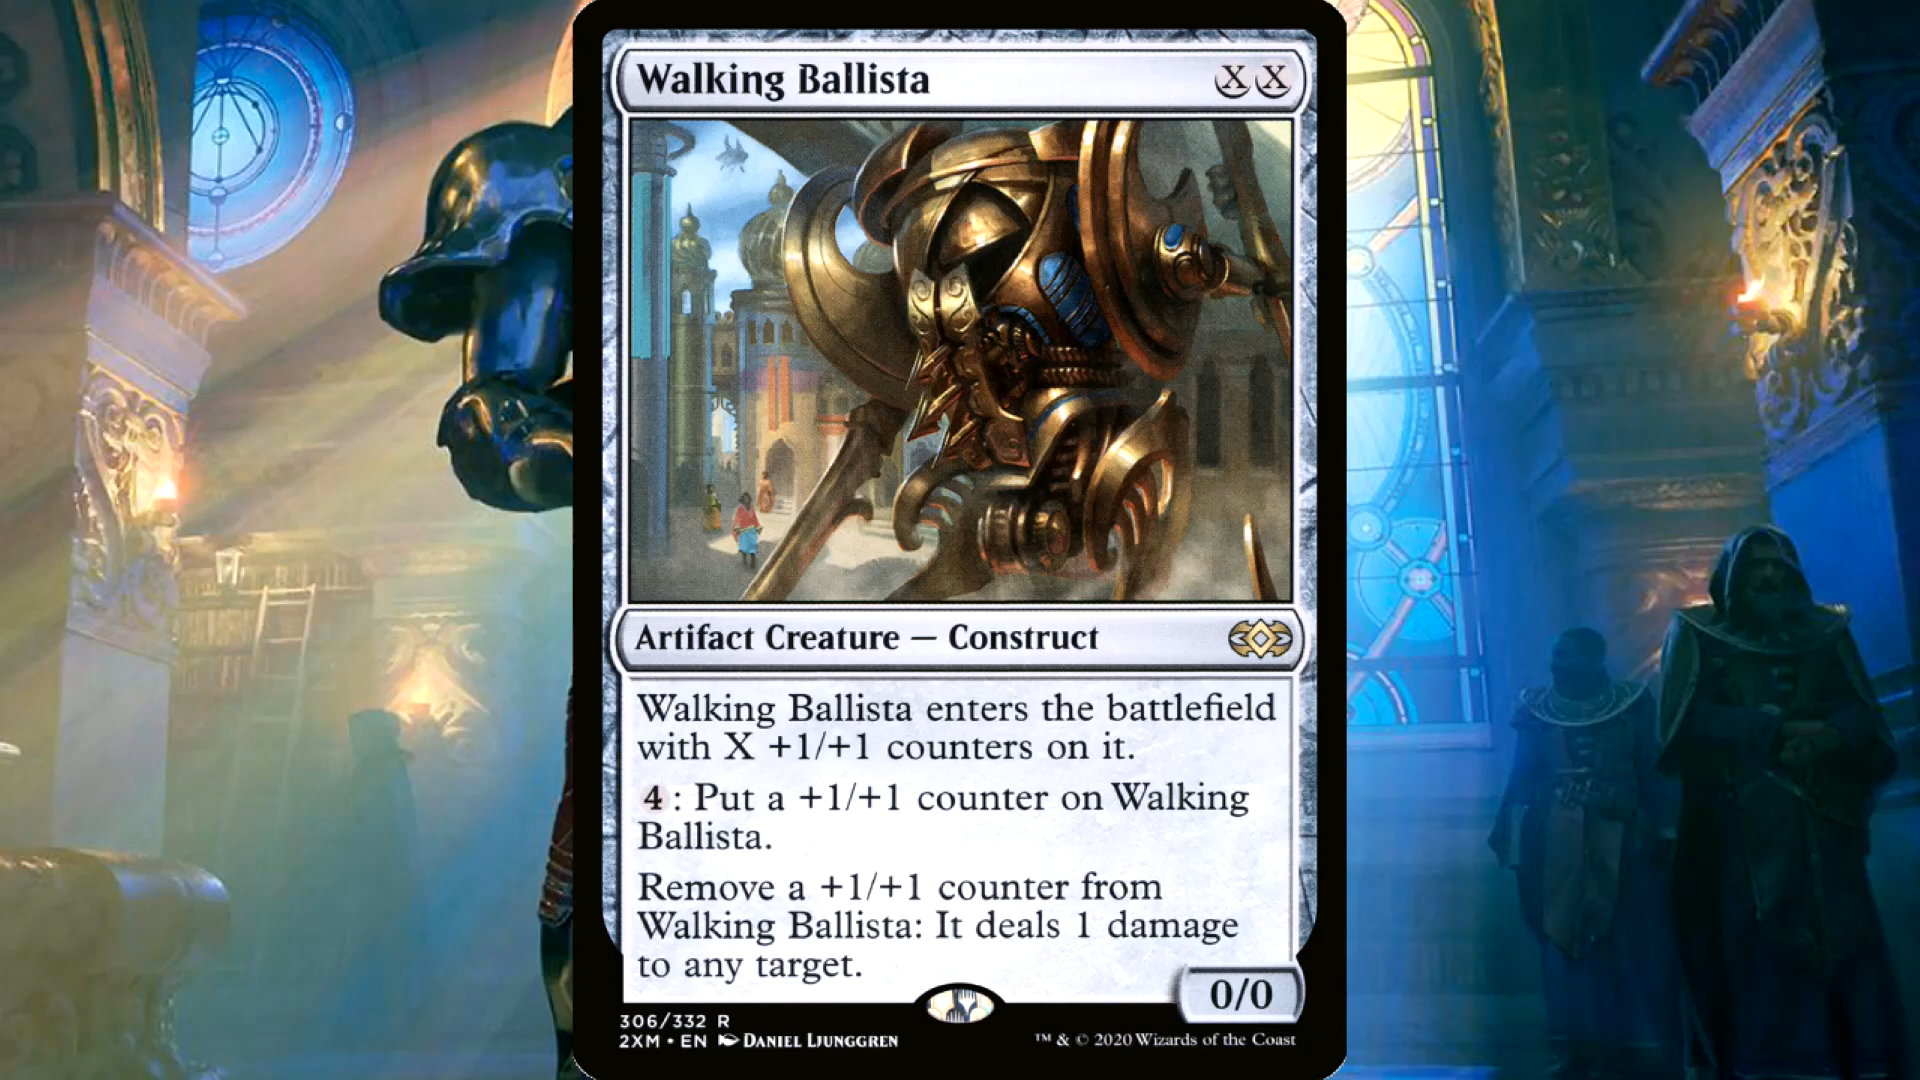 Walking Ballista XX
Artifact Creature — Construct
Walking Ballista enters the battlefield
with X +1/+1 counters on it.
4: Put a +1/+1 counter on Walking
Ballista.
Remove a +1/+1 counter from
Walking Ballista: It deals 1 damage
to any target.
0/0
306/332 R
2XM • EN Daniel Ljunggren
™ & © 2020 Wizards of the Coast